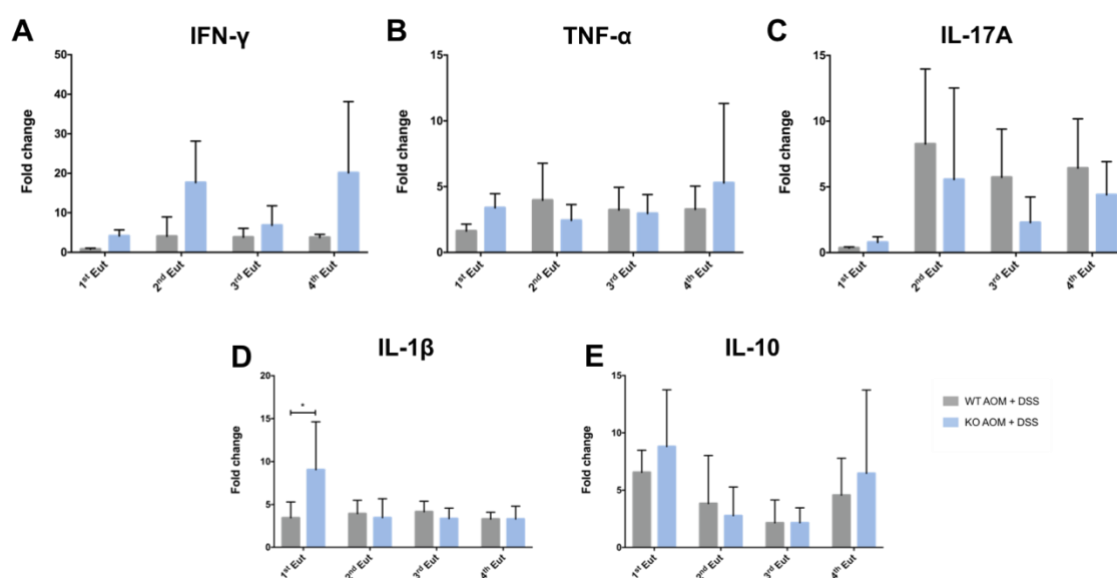 A
IFN-γ
Fold change
50
40
30
20
10
0
1st Eut
2nd Eut
3rd Eut
4th Eut
B
TNF-α
Fold change
15
10
5
0
1st Eut
2nd Eut
3rd Eut
4th Eut
C
IL-17A
Fold change
15
10
5
0
1st Eut
2nd Eut
3rd Eut
4th Eut
D
IL-1β
Fold change
20
15
10
5
0
*
1st Eut
2nd Eut
3rd Eut
4th Eut
E
IL-10
Fold change
15
10
5
0
1st Eut
2nd Eut
3rd Eut
4th Eut
WT AOM + DSS
KO AOM + DSS